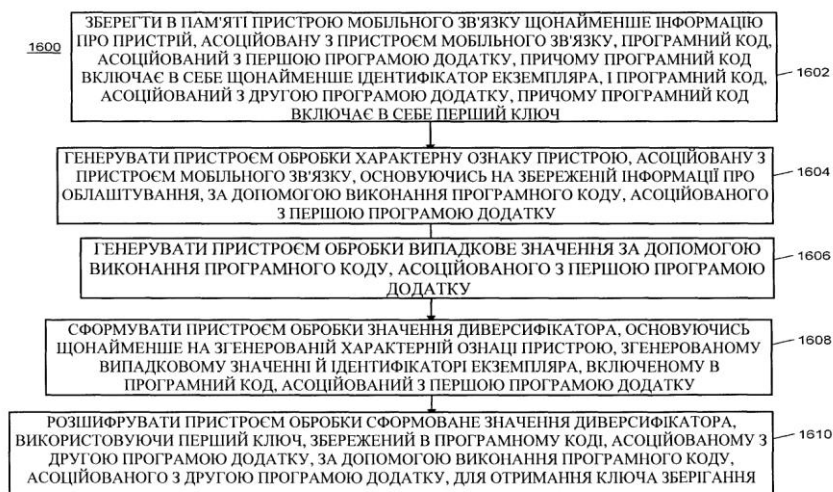 1600
ЗБЕРЕГТИ В ПАМ'ЯТІ ПРИСТРОЮ МОБІЛЬНОГО ЗВ'ЯЗКУ ЩОНАЙМЕНШЕ ІНФОРМАЦІЮ
ПРО ПРИСТРІЙ, АСОЦІЙОВАНУ З ПРИСТРОЄМ МОБІЛЬНОГО ЗВ'ЯЗКУ, ПРОГРАМНИЙ КОД,
АСОЦІЙОВАНИЙ З ПЕРШОЮ ПРОГРАМОЮ ДОДАТКУ, ПРИЧОМУ ПРОГРАМНИЙ КОД
ВКЛЮЧАЄ В СЕБЕ ЩОНАЙМЕНШЕ ІДЕНТИФІКАТОР ЕКЗЕМПЛЯРА, І ПРОГРАМНИЙ КОД,
АСОЦІЙОВАНИЙ З ДРУГОЮ ПРОГРАМОЮ ДОДАТКУ, ПРИЧОМУ ПРОГРАМНИЙ КОД
ВКЛЮЧАЄ В СЕБЕ ПЕРШИЙ КЛЮЧ
1602
ГЕНЕРУВАТИ ПРИСТРОЄМ ОБРОБКИ ХАРАКТЕРНУ ОЗНАКУ ПРИСТРОЮ, АСОЦІЙОВАНУ З
ПРИСТРОЄМ МОБІЛЬНОГО ЗВ'ЯЗКУ, ОСНОВУЮЧИСЬ НА ЗБЕРЕЖЕНІЙ ІНФОРМАЦІЇ ПРО
ОБЛАШТУВАННЯ, ЗА ДОПОМОГОЮ ВИКОНАННЯ ПРОГРАМНОГО КОДУ, АСОЦІЙОВАНОГО
З ПЕРШОЮ ПРОГРАМОЮ ДОДАТКУ
1604
ГЕНЕРУВАТИ ПРИСТРОЄМ ОБРОБКИ ВИПАДКОВЕ ЗНАЧЕННЯ ЗА ДОПОМОГОЮ
ВИКОНАННЯ ПРОГРАМНОГО КОДУ, АСОЦІЙОВАНОГО З ПЕРШОЮ ПРОГРАМОЮ
ДОДАТКУ
1606
СФОРМУВАТИ ПРИСТРОЄМ ОБРОБКИ ЗНАЧЕННЯ ДИВЕРСИФІКАТОРА, ОСНОВУЮЧИСЬ
ЩОНАЙМЕНШЕ НА ЗГЕНЕРОВАНІЙ ХАРАКТЕРНІЙ ОЗНАЦІ ПРИСТРОЮ, ЗГЕНЕРОВАНОМУ
ВИПАДКОВОМУ ЗНАЧЕННІ Й ІДЕНТИФІКАТОРІ ЕКЗЕМПЛЯРА, ВКЛЮЧЕНОМУ В
ПРОГРАМНИЙ КОД, АСОЦІЙОВАНИЙ З ПЕРШОЮ ПРОГРАМОЮ ДОДАТКУ
1608
РОЗШИФРУВАТИ ПРИСТРОЄМ ОБРОБКИ СФОРМОВАНЕ ЗНАЧЕННЯ ДИВЕРСИФІКАТОРА,
ВИКОРИСТОВУЮЧИ ПЕРШИЙ КЛЮЧ, ЗБЕРЕЖЕНИЙ В ПРОГРАМНОМУ КОДІ, АСОЦІЙОВАНОМУ З
ДРУГОЮ ПРОГРАМОЮ ДОДАТКУ, ЗА ДОПОМОГОЮ ВИКОНАННЯ ПРОГРАМНОГО КОДУ,
АСОЦІЙОВАНОГО З ДРУГОЮ ПРОГРАМОЮ ДОДАТКУ, ДЛЯ ОТРИМАННЯ КЛЮЧА ЗБЕРІГАННЯ
1610